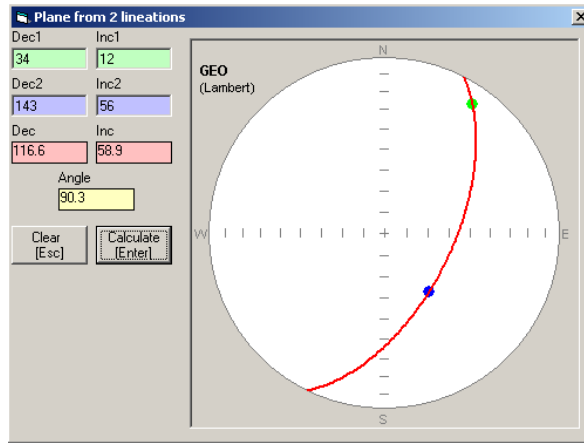 Plane from 2 lineations
Dec1 Inc1
34 12
Dec2 Inc2
143 56
Dec Inc
116.6 58.9
Angle
90.3
Clear [Esc]
Calculate [Enter]
GEO
(Lambert)
N
W
E
S